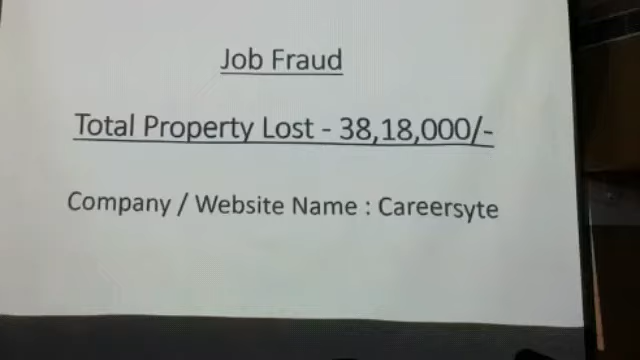 Job Fraud
Total Property Lost - 38,18,000/-
Company / Website Name : Careersyte